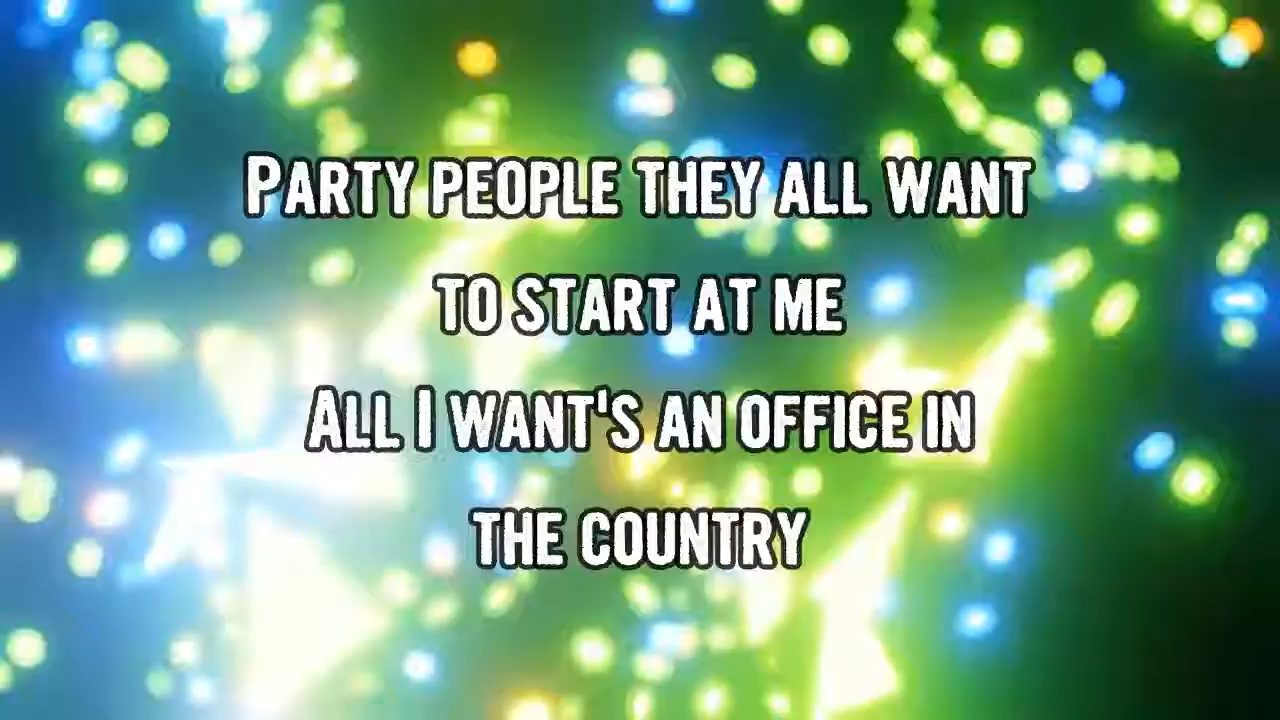 Party people they all want
to start at me
All I want's an office in
the country